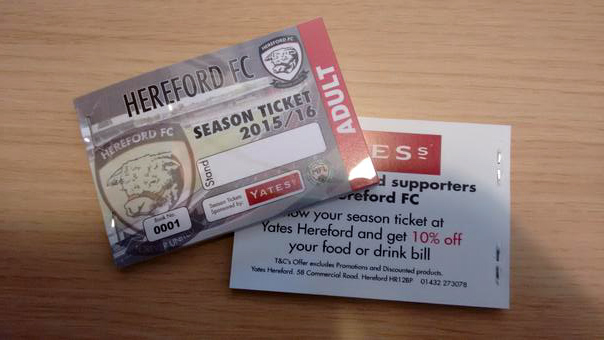 HEREFORD FC
HEREFORD FC
SEASON TICKET
2015/16
ADULT
HEREFORD FC
Stand
Season Ticket
Sponsored by:
YATES's
Book No.
0001
supporters
FC
your season ticket at
Yates Hereford and get 10% off
your food or drink bill
T&C's Offer excludes Promotions and Discounted products.
Yates Hereford. 58 Commercial Road. Hereford HR12BP 01432 273078